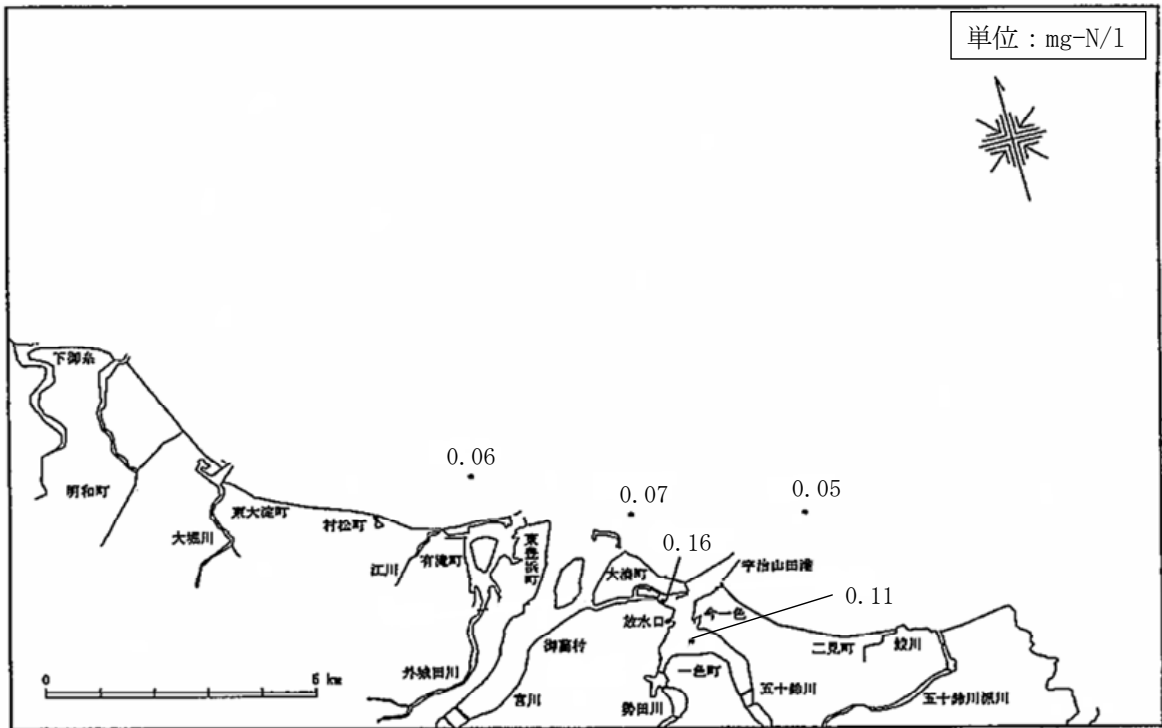 単位：mg-N/l
下御糸
0.06
0.07
0.05
明和町
東大淀町
村松町
大堀川
江川
有滝町
東豊浜町
大湊町
0.16
宇治山田港
0.11
放水口
今一色
御薗村
二見町
鮫川
0
6 km
外城田川
宮川
一色町
勢田川
五十鈴川
五十鈴川派川